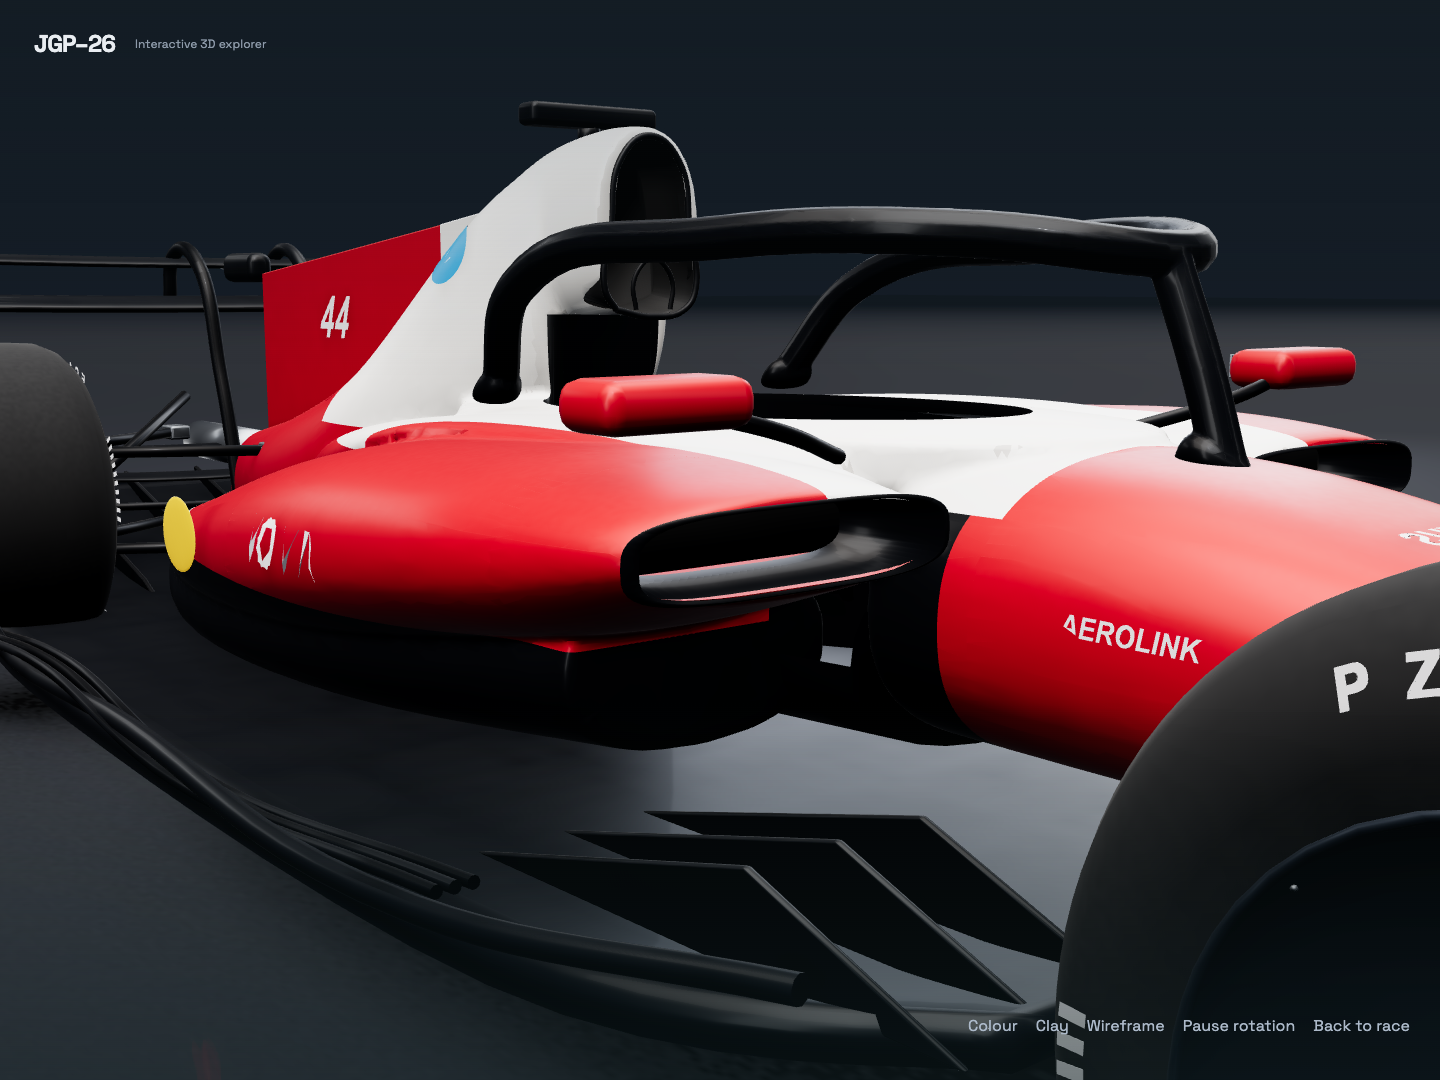 JGP–26 Interactive 3D explorer
44
AEROLINK
P Z
Colour Clay Wireframe Pause rotation Back to race